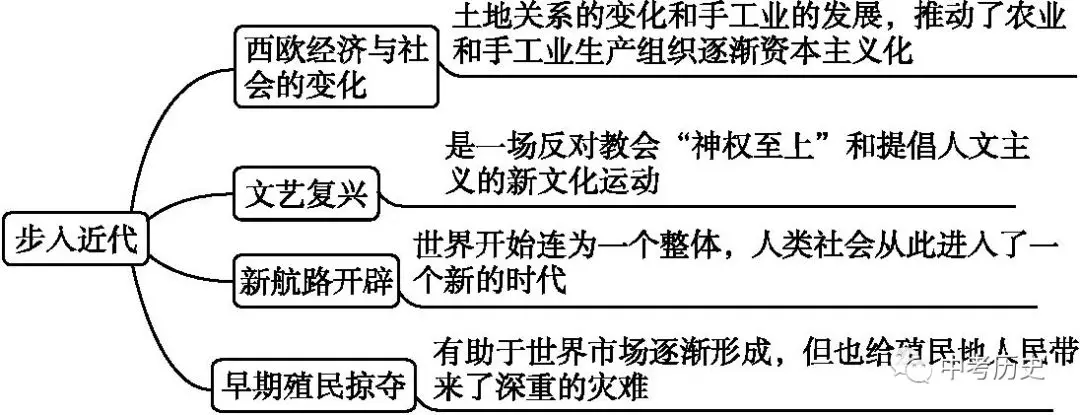 西欧经济与社
会的变化
土地关系的变化和手工业的发展，推动了农业
和手工业生产组织逐渐资本主义化
文艺复兴
是一场反对教会“神权至上”和提倡人文主
义的新文化运动
步入近代
新航路开辟
世界开始连为一个整体，人类社会从此进入了一
个新的时代
早期殖民掠夺
有助于世界市场逐渐形成，但也给殖民地人民带
来了深重的灾难
中考历史